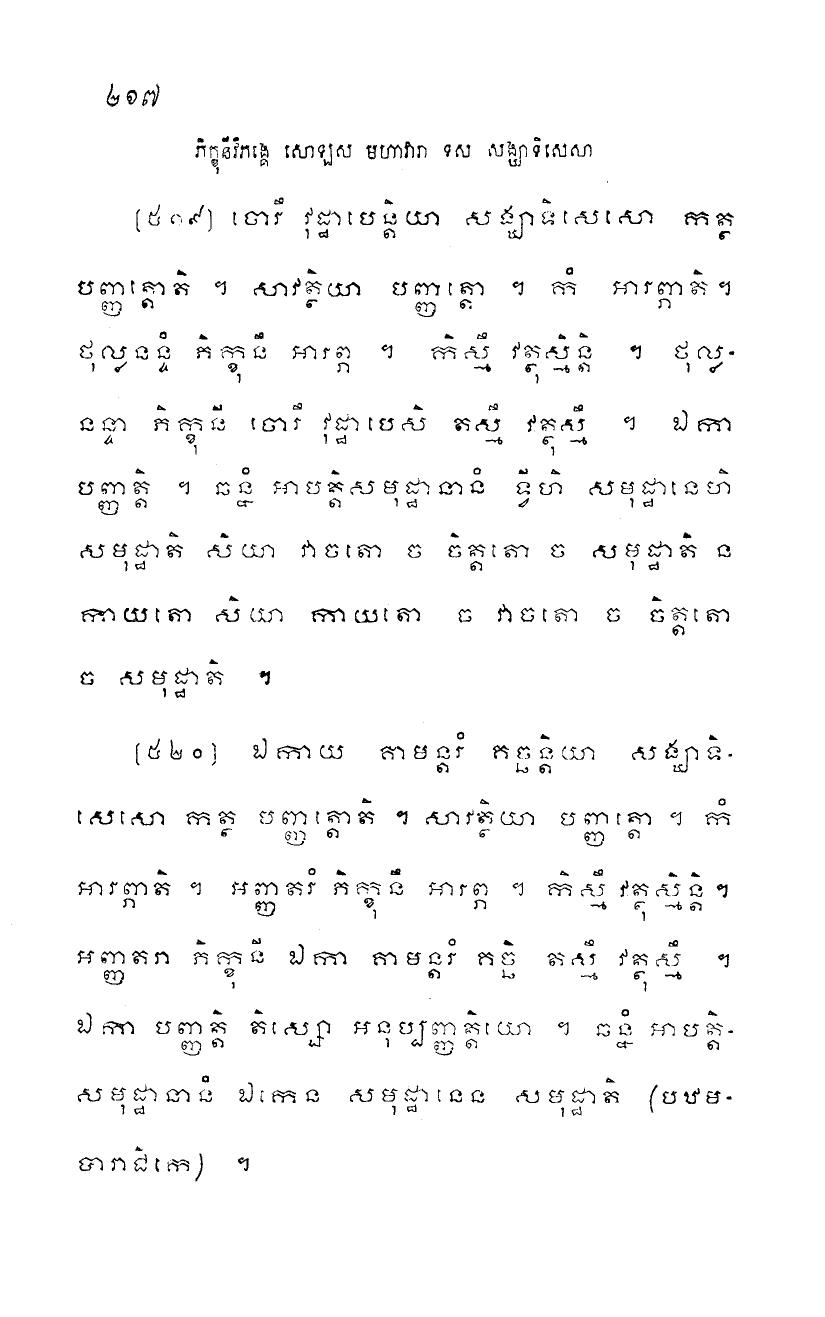 ២១៧
ភិក្ខុនីវិភង្គេ សោឡស មហាវារា ទស សង្ឃាទិសេសា
(៥១៩) ចោរឹ វុដ្ឋាបេន្តិយា សង្ឃាទិសេសោ កត្ថ
បញ្ញត្តោតិ ។ សាវត្ថិយា បញ្ញត្តោ ។ កំ អារព្ភាតិ។
ថុល្លនន្ទំ ភិក្ខុនឹ អារព្ភ ។ កិស្មឹ វត្ថុស្មិន្តិ ។ ថុល្ល-
នន្ទា ភិក្ខុនី ចោរឹ វុដ្ឋាបេសិ តស្មឹ វត្ថុស្មឹ ។ ឯកា
បញ្ញត្តិ ។ ឆន្នំ អាបត្តិសមុដ្ឋានានំ ទ្វីហិ សមុដ្ឋានេហិ
សមុដ្ឋាតិ សិយា វាចតោ ច ចិត្តតោ ច សមុដ្ឋាតិ ន
កាយតោ សិយា កាយតោ ច វាចតោ ច ចិត្តតោ
ច សមុដ្ឋាតិ ។
(៥២០) ឯកាយ គាមន្តរំ គច្ឆន្តិយា សង្ឃាទិ-
សេសោ កត្ថ បញ្ញត្តោតិ ។ សាវត្ថិយា បញ្ញត្តោ ។ កំ
អារព្ភាតិ ។ អញ្ញតរំ ភិក្ខុនឹ អារព្ភ ។ កិស្មឹ វត្ថុស្មិន្តិ។
អញ្ញតរា ភិក្ខុនី ឯកា គាមន្តរំ គច្ឆិ តស្មឹ វត្ថុស្មឹ ។
ឯកា បញ្ញត្តិ តិស្សោ អនុប្បញ្ញត្តិយោ ។ ឆន្នំ អាបត្តិ-
សមុដ្ឋានានំ ឯកេន សមុដ្ឋានេន សមុដ្ឋាតិ (បឋម-
បារាជិកេ) ។